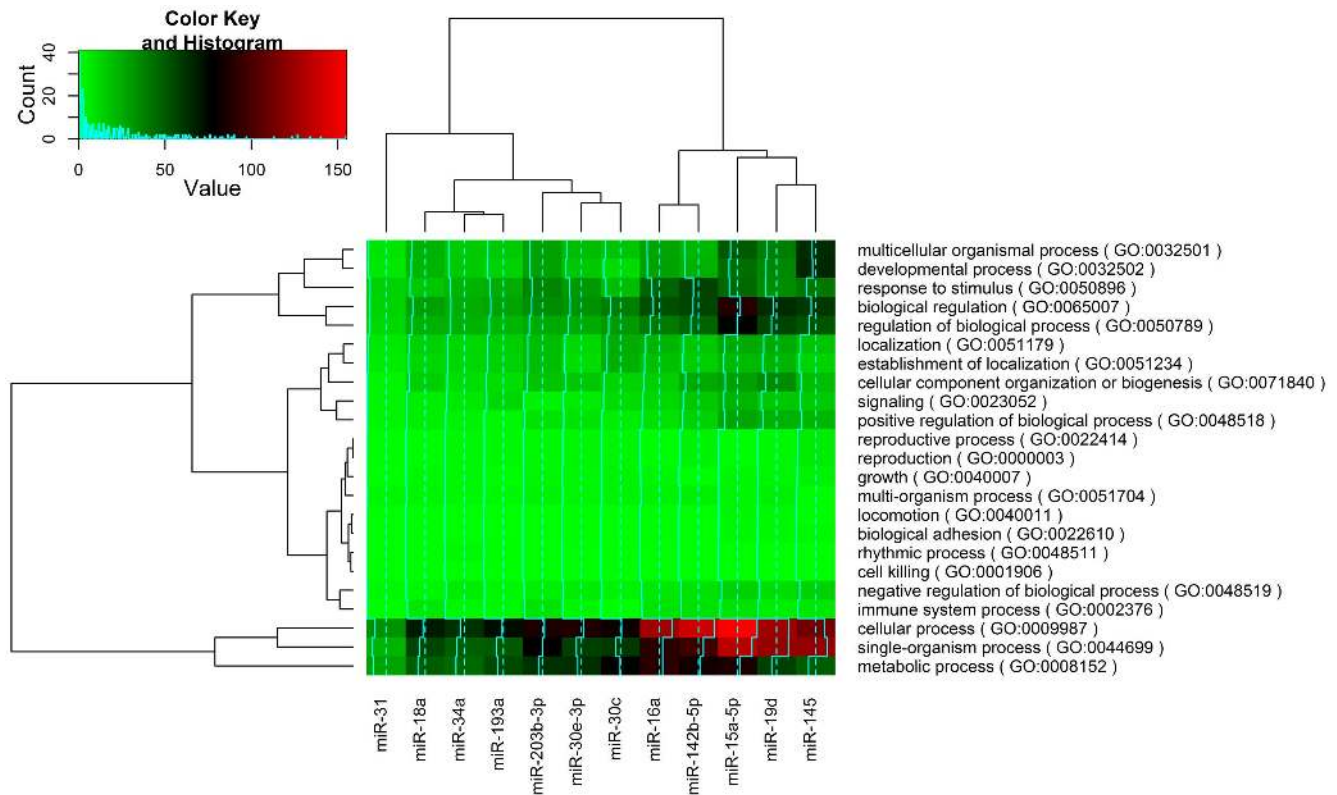 Color Key
and Histogram
Count
0 20 40
0 50 100 150
Value
multicellular organismal process ( GO:0032501 )
developmental process ( GO:0032502 )
response to stimulus ( GO:0050896 )
biological regulation ( GO:0065007 )
regulation of biological process ( GO:0050789 )
localization ( GO:0051179 )
establishment of localization ( GO:0051234 )
cellular component organization or biogenesis ( GO:0071840 )
signaling ( GO:0023052 )
positive regulation of biological process ( GO:0048518 )
reproductive process ( GO:0022414 )
reproduction ( GO:0000003 )
growth ( GO:0040007 )
multi-organism process ( GO:0051704 )
locomotion ( GO:0040011 )
biological adhesion ( GO:0022610 )
rhythmic process ( GO:0048511 )
cell killing ( GO:0001906 )
negative regulation of biological process ( GO:0048519 )
immune system process ( GO:0002376 )
cellular process ( GO:0009987 )
single-organism process ( GO:0044699 )
metabolic process ( GO:0008152 )
miR-31
miR-18a
miR-34a
miR-193a
miR-203b-3p
miR-30e-3p
miR-30c
miR-16a
miR-142b-5p
miR-15a-5p
miR-19d
miR-145